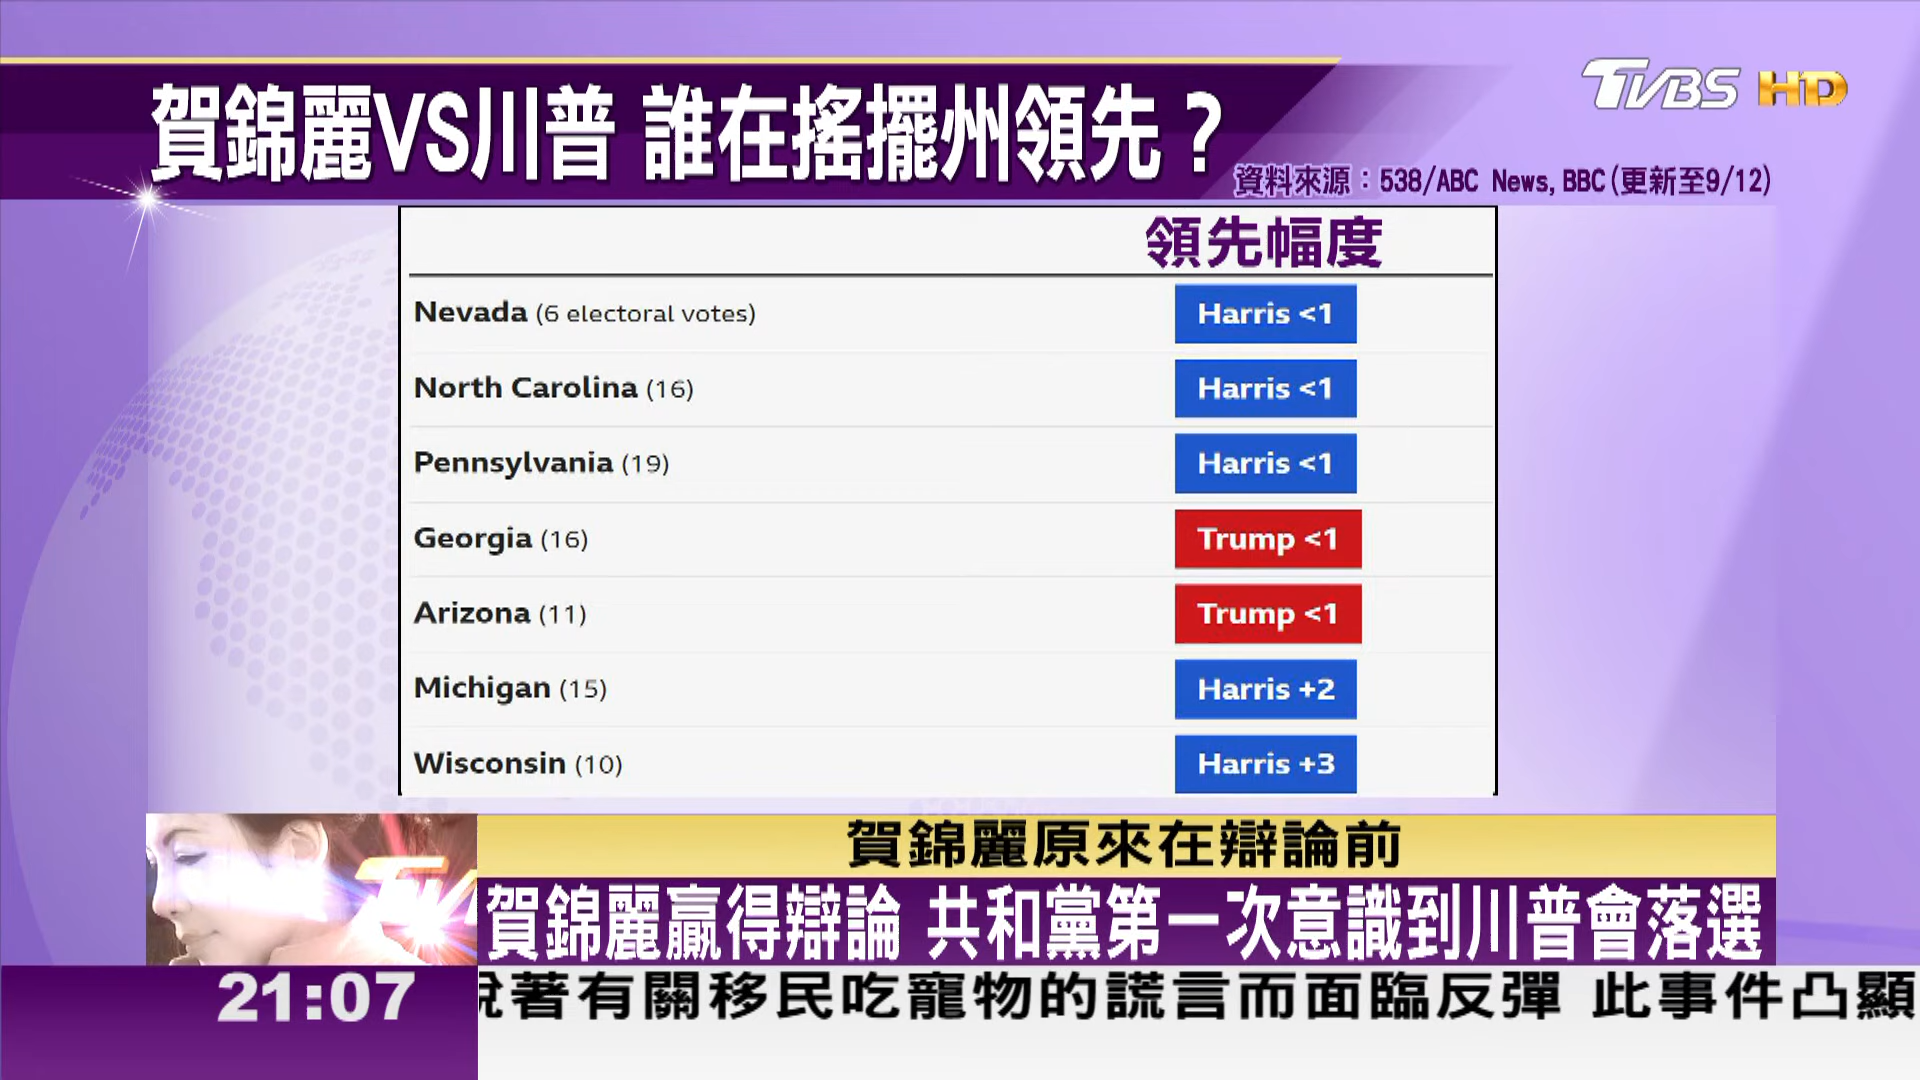 TVBS HD
賀錦麗VS川普 誰在搖擺州領先？
資料來源：538/ABC News, BBC(更新至9/12)
領先幅度
Nevada (6 electoral votes) Harris <1
North Carolina (16) Harris <1
Pennsylvania (19) Harris <1
Georgia (16) Trump <1
Arizona (11) Trump <1
Michigan (15) Harris +2
Wisconsin (10) Harris +3
賀錦麗原來在辯論前
賀錦麗贏得辯論 共和黨第一次意識到川普會落選
21:07
著有關移民吃寵物的謊言而面臨反彈 此事件凸顯